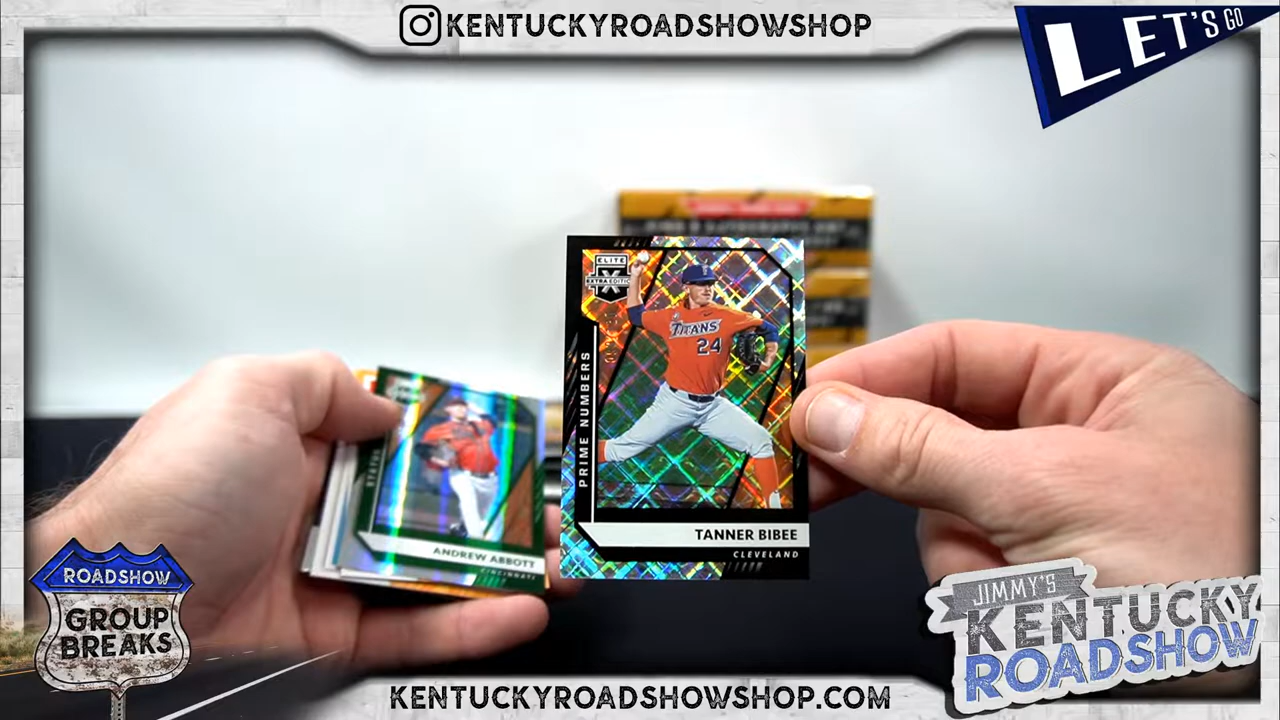 KENTUCKYROADSHOWSHOP
LET'S GO
ELITE
EXTRA EDITION
TITANS
24
PRIME NUMBERS
TANNER BIBEE
CLEVELAND
ANDREW ABBOTT
CINCINNATI
ROADSHOW
GROUP
BREAKS
JIMMY'S
KENTUCKY
ROADSHOW
KENTUCKYROADSHOWSHOP.COM